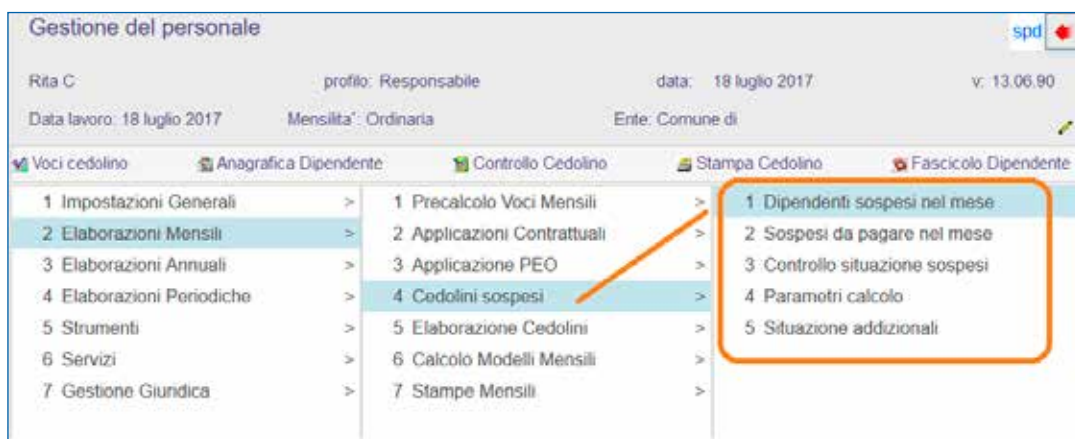 Gestione del personale
spd
Rita C profilo: Responsabile data: 18 luglio 2017 v: 13.06.90
Data lavoro: 18 luglio 2017 Mensilita`: Ordinaria Ente: Comune di
Voci cedolino Anagrafica Dipendente Controllo Cedolino Stampa Cedolino Fascicolo Dipendente
1 Impostazioni Generali >
2 Elaborazioni Mensili >
3 Elaborazioni Annuali >
4 Elaborazioni Periodiche >
5 Strumenti >
6 Servizi >
7 Gestione Giuridica >
1 Precalcolo Voci Mensili >
2 Applicazioni Contrattuali >
3 Applicazione PEO >
4 Cedolini sospesi >
5 Elaborazione Cedolini >
6 Calcolo Modelli Mensili >
7 Stampe Mensili >
1 Dipendenti sospesi nel mese
2 Sospesi da pagare nel mese
3 Controllo situazione sospesi
4 Parametri calcolo
5 Situazione addizionali